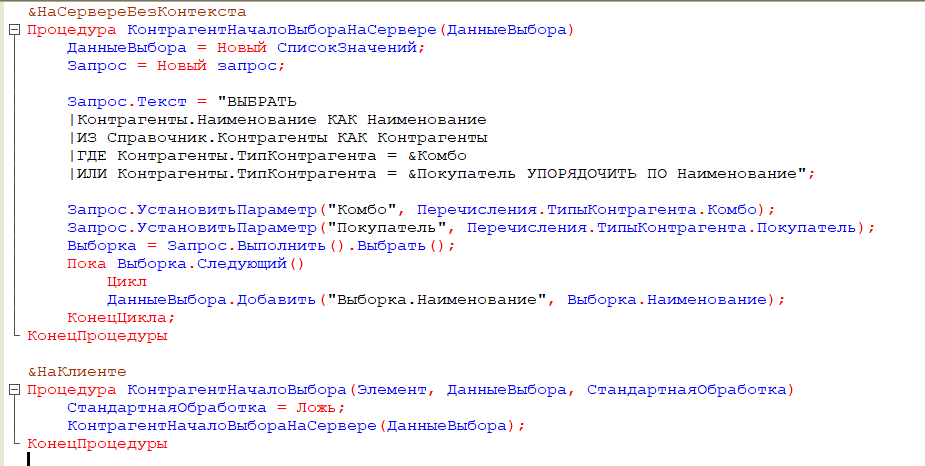 &НаСервереБезКонтекста
Процедура КонтрагентНачалоВыбораНаСервере(ДанныеВыбора)
ДанныеВыбора = Новый СписокЗначений;
Запрос = Новый запрос;
Запрос.Текст = "ВЫБРАТЬ
|Контрагенты.Наименование КАК Наименование
|ИЗ Справочник.Контрагенты КАК Контрагенты
|ГДЕ Контрагенты.ТипКонтрагента = &Комбо
|ИЛИ Контрагенты.ТипКонтрагента = &Покупатель УПОРЯДОЧИТЬ ПО Наименование";
Запрос.УстановитьПараметр("Комбо", Перечисления.ТипыКонтрагента.Комбо);
Запрос.УстановитьПараметр("Покупатель", Перечисления.ТипыКонтрагента.Покупатель);
Выборка = Запрос.Выполнить().Выбрать();
Пока Выборка.Следующий()
Цикл
ДанныеВыбора.Добавить("Выборка.Наименование", Выборка.Наименование);
КонецЦикла;
КонецПроцедуры
&НаКлиенте
Процедура КонтрагентНачалоВыбора(Элемент, ДанныеВыбора, СтандартнаяОбработка)
СтандартнаяОбработка = Ложь;
КонтрагентНачалоВыбораНаСервере(ДанныеВыбора);
КонецПроцедуры